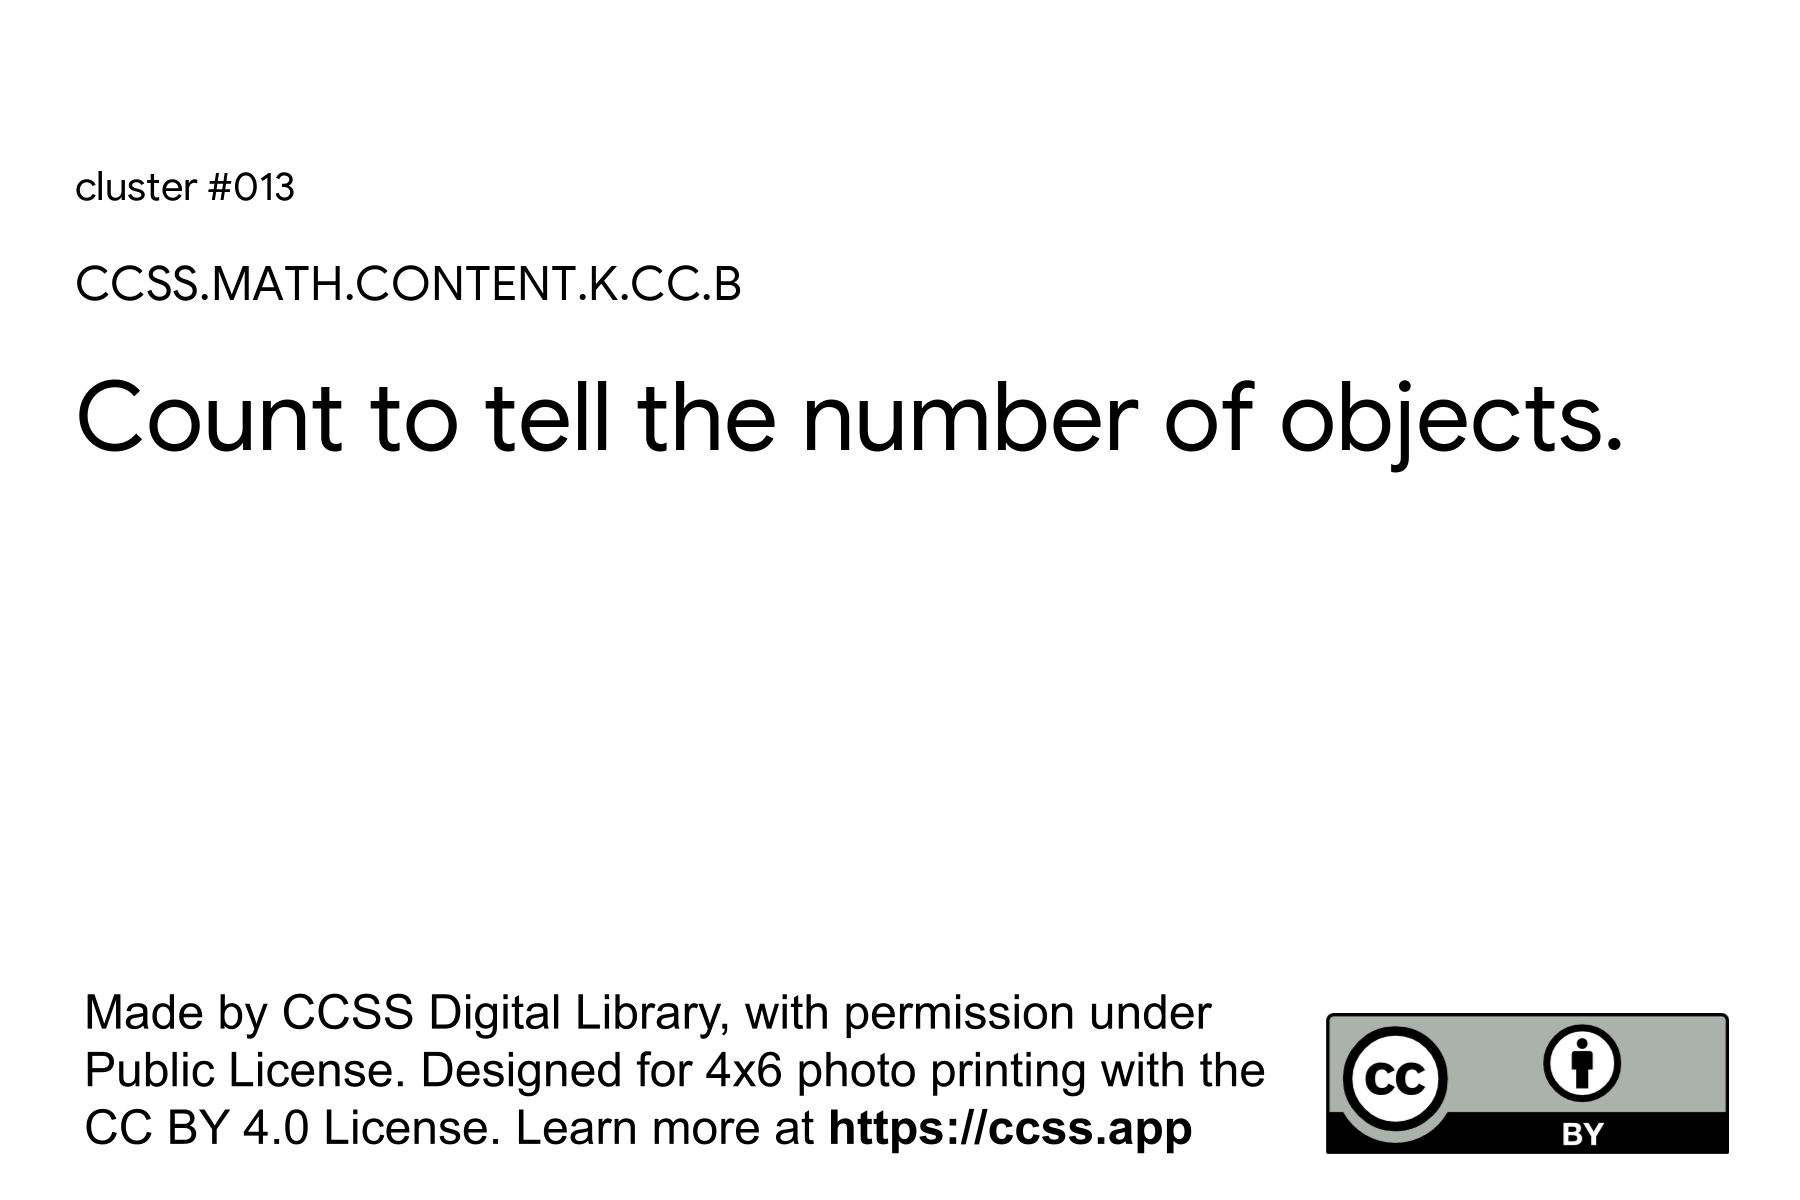 cluster #013
CCSS.MATH.CONTENT.K.CC.B
Count to tell the number of objects.
Made by CCSS Digital Library, with permission under
Public License. Designed for 4x6 photo printing with the
CC BY 4.0 License. Learn more at https://ccss.app
CC
BY